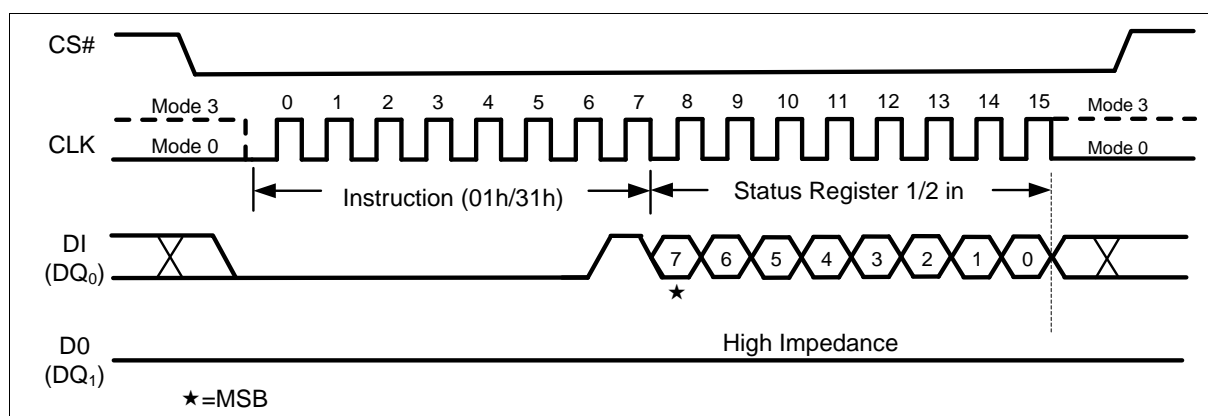 CS#
Mode 3 0 1 2 3 4 5 6 7 8 9 10 11 12 13 14 15 Mode 3
CLK
Mode 0 Mode 0
Instruction (01h/31h) Status Register 1/2 in
DI
(DQ₀)
7 6 5 4 3 2 1 0
★
High Impedance
D0
(DQ₁)
★=MSB